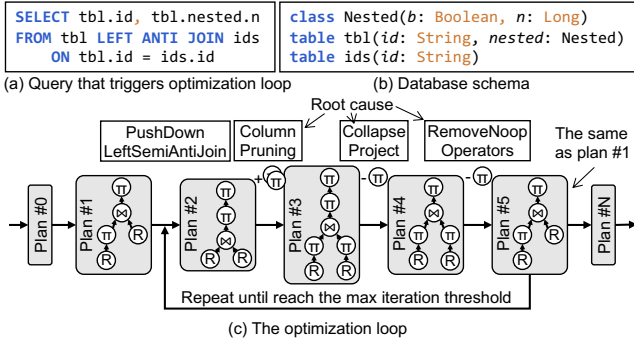 SELECT tbl.id, tbl.nested.n
FROM tbl LEFT ANTI JOIN ids
ON tbl.id = ids.id
(a) Query that triggers optimization loop
class Nested(b: Boolean, n: Long)
table tbl(id: String, nested: Nested)
table ids(id: String)
(b) Database schema
Root cause
PushDown
LeftSemiAntiJoin
Column
Pruning
Collapse
Project
RemoveNoop
Operators
The same
as plan #1
Plan #0
Plan #1
π
⋈
π R
R
Plan #2
π
π
⋈
R R
+ π
Plan #3
π
π
⋈
π π
R R
- π
Plan #4
π
⋈
π π
R R
- π
Plan #5
π
⋈
π R
R
Plan #N
Repeat until reach the max iteration threshold
(c) The optimization loop